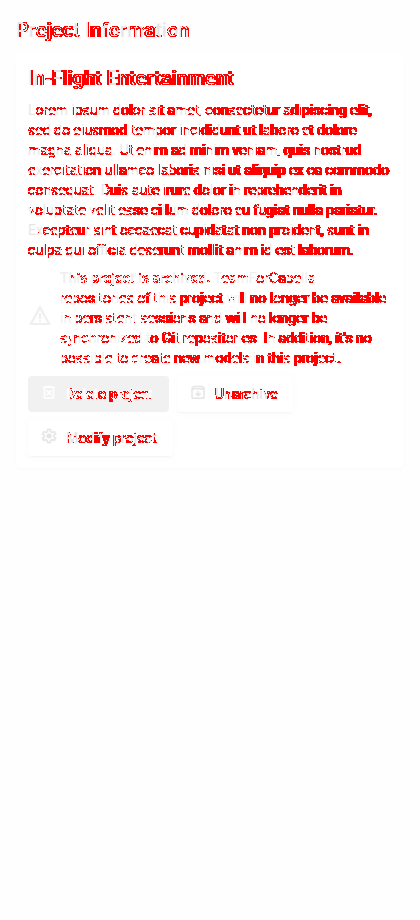 Project Information
In-Flight Entertainment
Lorem ipsum dolor sit amet, consectetur adipiscing elit,
sed do eiusmod tempor incididunt ut labore et dolore
magna aliqua. Ut enim ad minim veniam, quis nostrud
exercitation ullamco laboris nisi ut aliquip ex ea commodo
consequat. Duis aute irure dolor in reprehenderit in
voluptate velit esse cillum dolore eu fugiat nulla pariatur.
Excepteur sint occaecat cupidatat non proident, sunt in
culpa qui officia deserunt mollit anim id est laborum.
This project is archived. TeamForCapella
repositories of this project will no longer be available
in persistent sessions and will no longer be
synchronized to Git repositories. In addition, it's no
possible to create new models in this project.
Delete project
Unarchive
Modify project